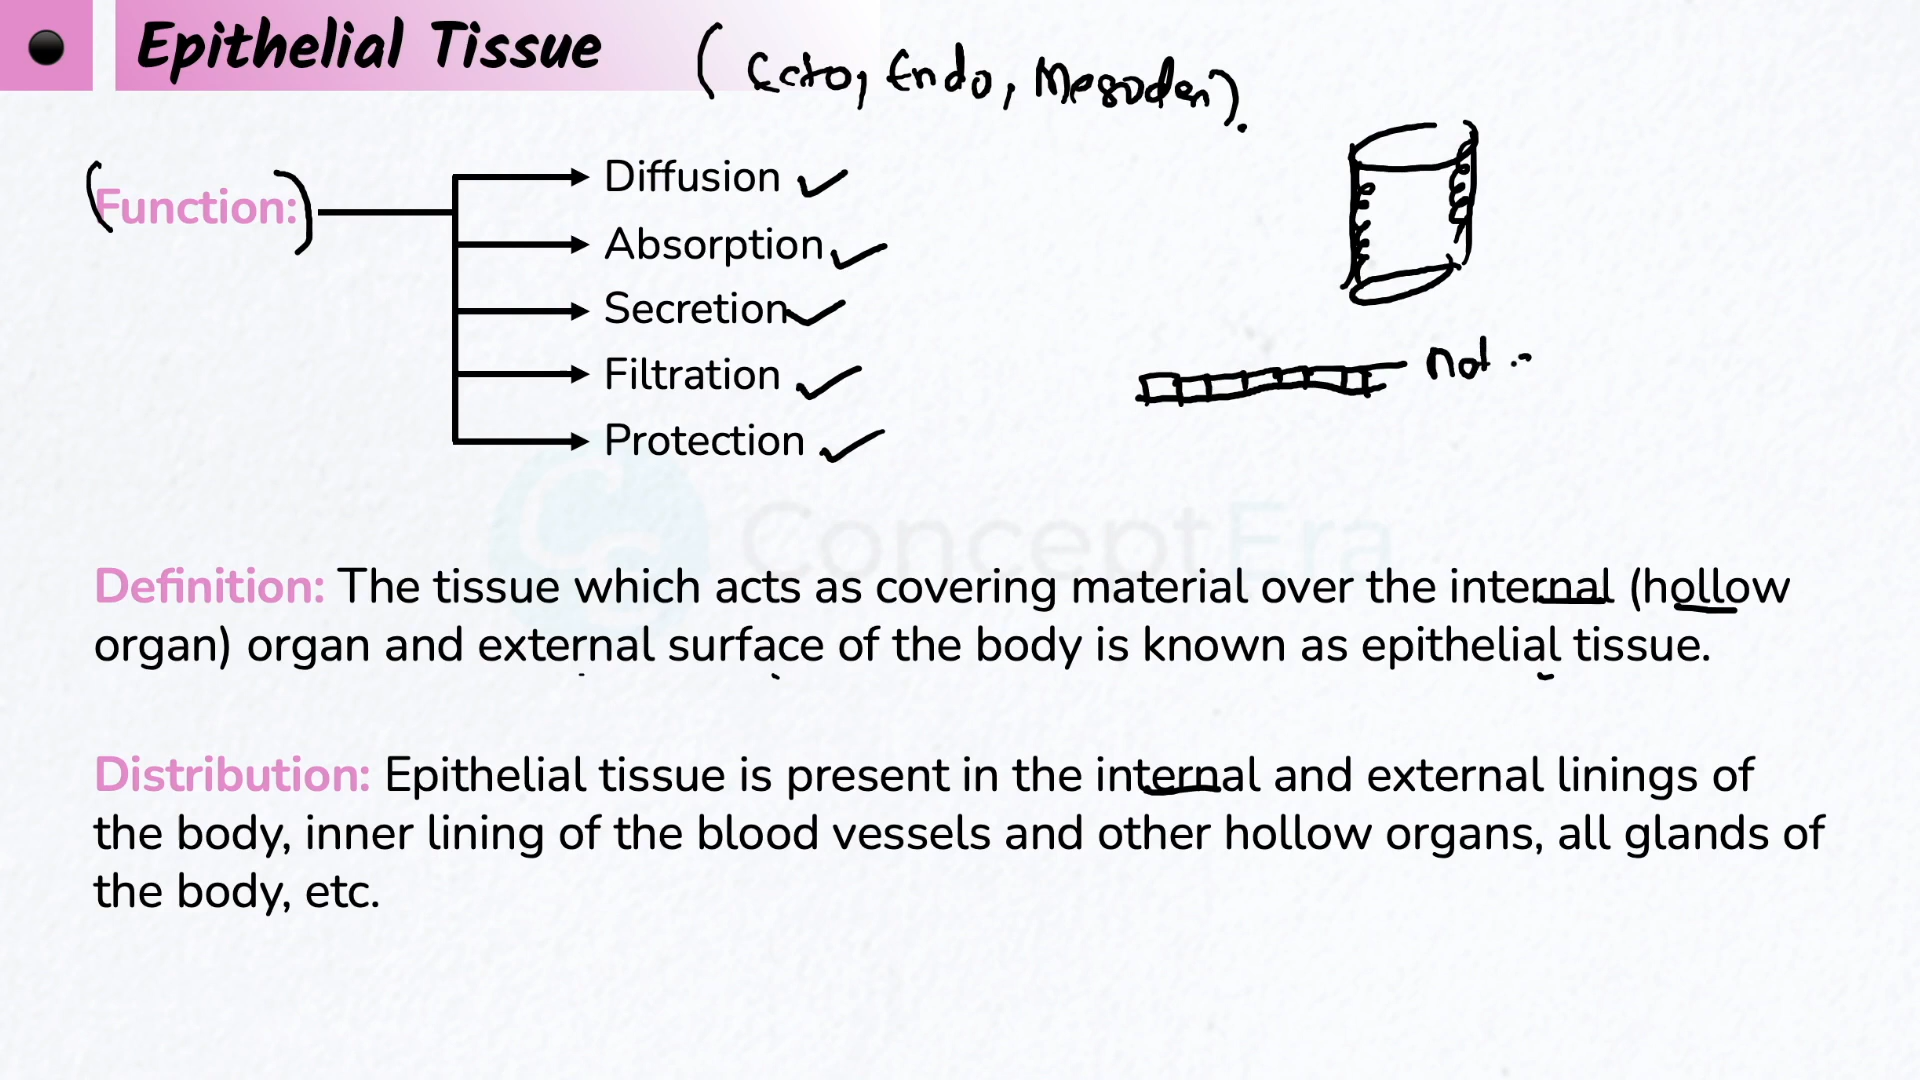 Epithelial Tissue
(Ecto, Endo, Mesoder).
Function:
Diffusion
Absorption
Secretion
Filtration
Protection
not
ConceptEra
Definition: The tissue which acts as covering material over the internal (hollow
organ) organ and external surface of the body is known as epithelial tissue.
Distribution: Epithelial tissue is present in the internal and external linings of
the body, inner lining of the blood vessels and other hollow organs, all glands of
the body, etc.